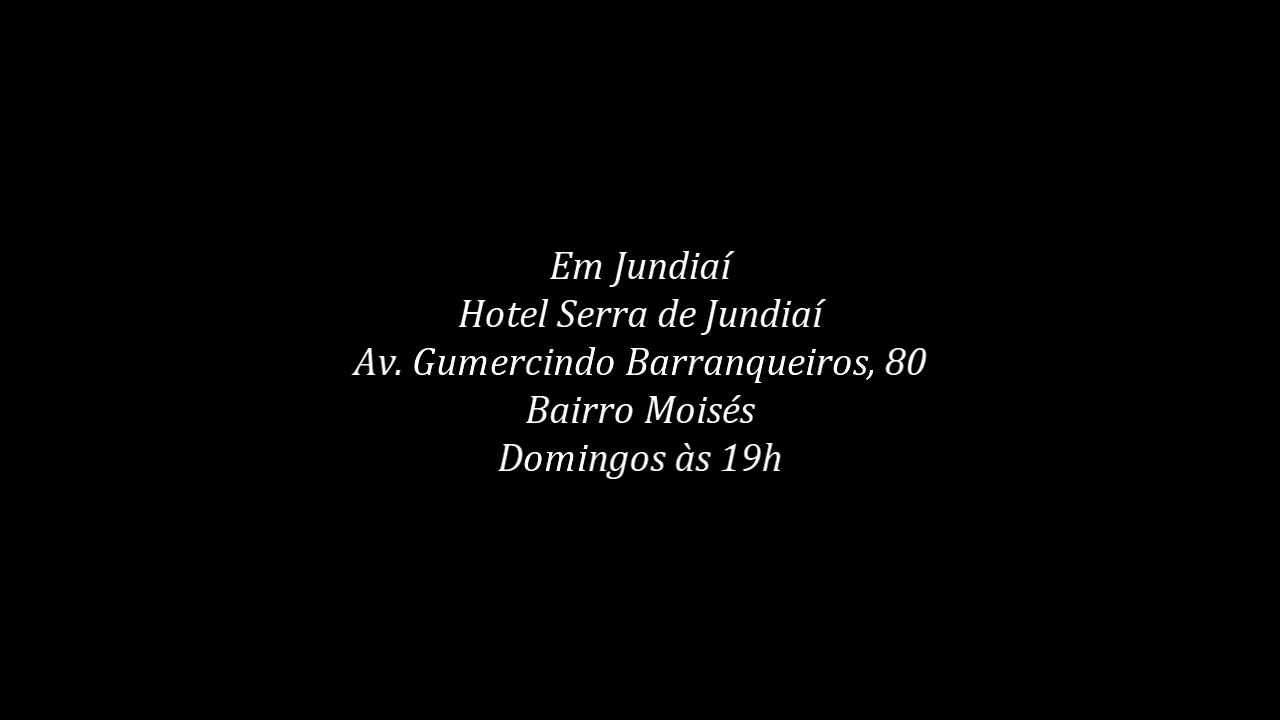 Em Jundiaí
Hotel Serra de Jundiaí
Av. Gumercindo Barranqueiros, 80
Bairro Moisés
Domingos às 19h